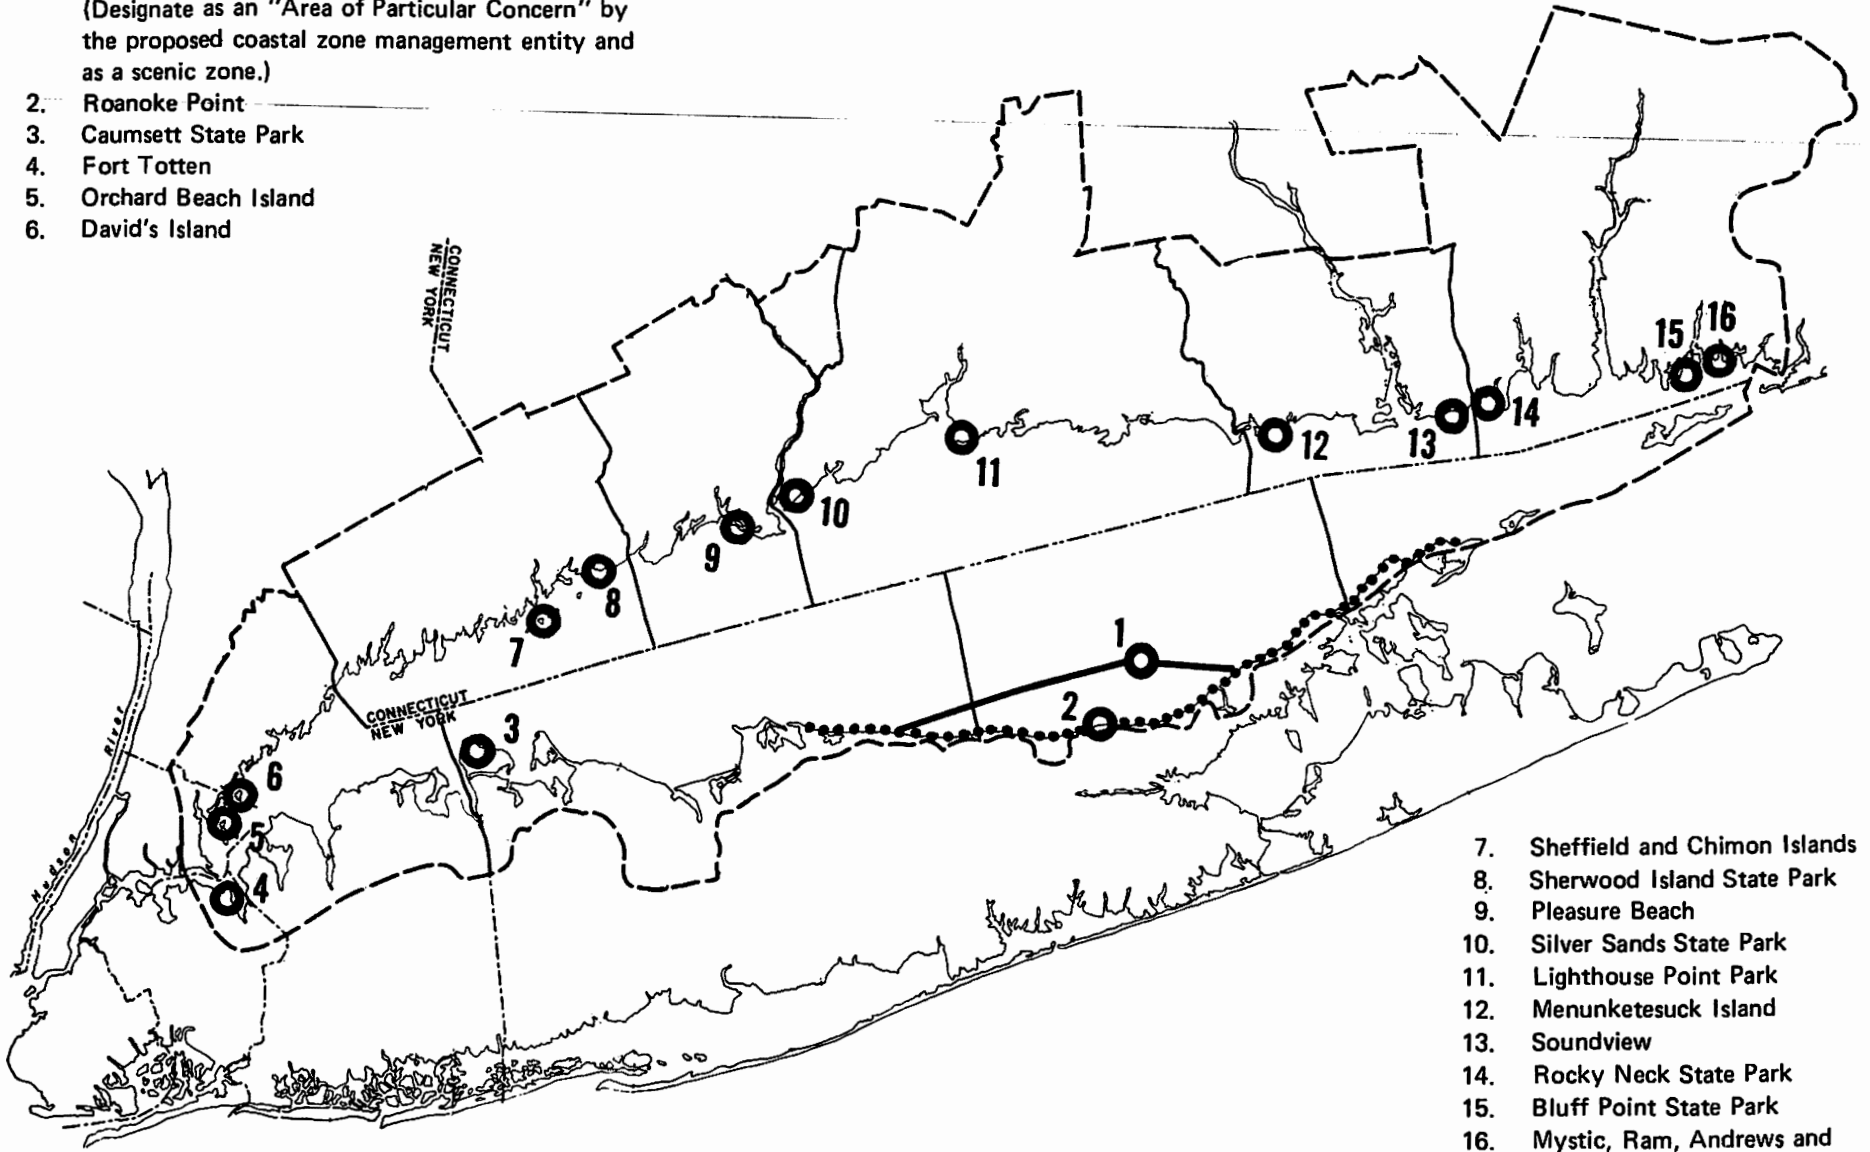 (Designate as an "Area of Particular Concern" by
the proposed coastal zone management entity and
as a scenic zone.)
2. Roanoke Point
3. Caumsett State Park
4. Fort Totten
5. Orchard Beach Island
6. David's Island
CONNECTICUT
NEW YORK
15
16
14
13
12
11
10
9
8
7
1
2
CONNECTICUT
NEW YORK
3
6
5
4
Hudson River
7. Sheffield and Chimon Islands
8. Sherwood Island State Park
9. Pleasure Beach
10. Silver Sands State Park
11. Lighthouse Point Park
12. Menunketesuck Island
13. Soundview
14. Rocky Neck State Park
15. Bluff Point State Park
16. Mystic, Ram, Andrews and